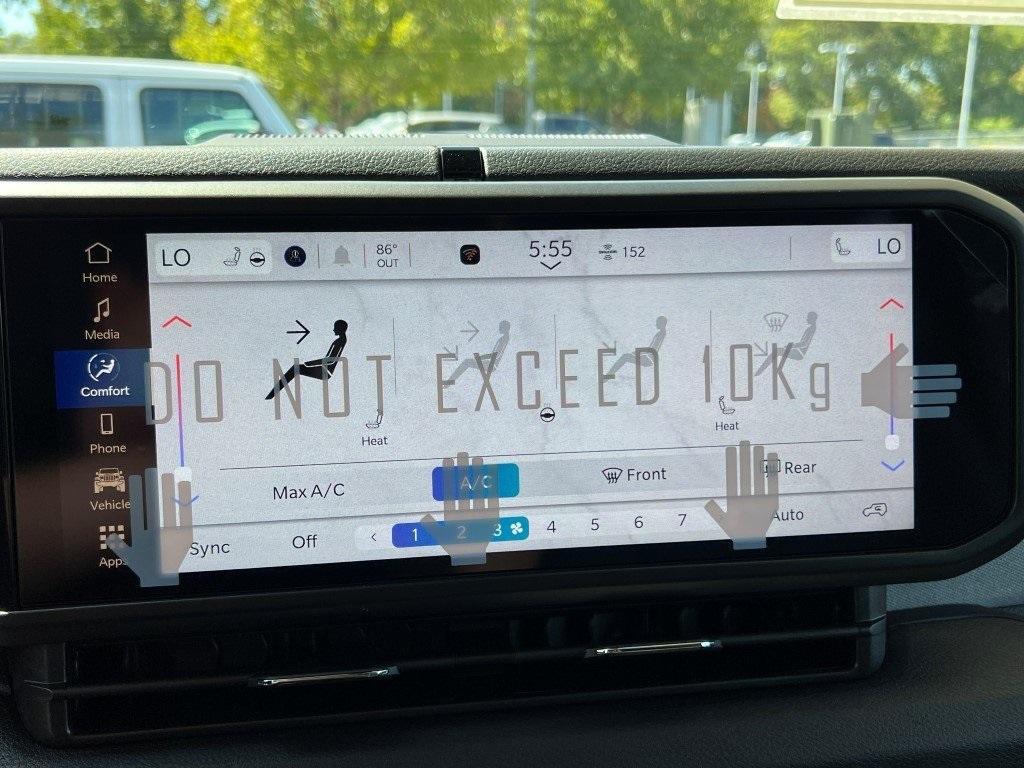 LO 86° OUT 5:55 152 LO
Home
Media
Comfort
Phone
Vehicle
Apps
DO NOT EXCEED 10Kg
Heat Heat
Max A/C A/C Front Rear
Sync Off < 1 2 3 4 5 6 7 Auto